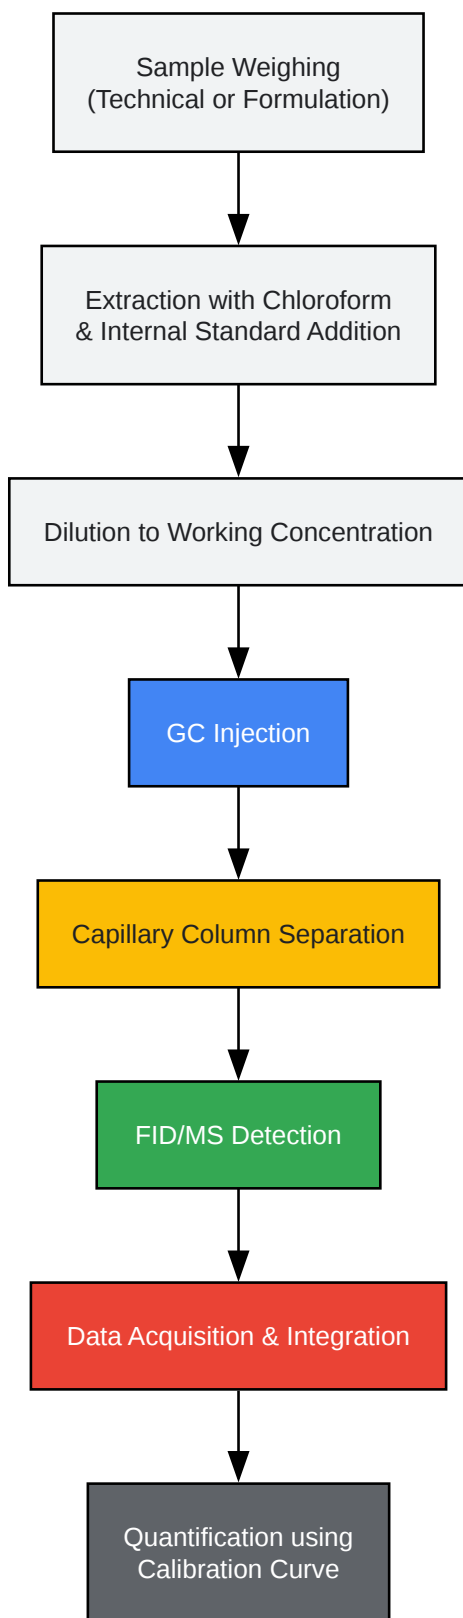 Sample Weighing
(Technical or Formulation)
Extraction with Chloroform
& Internal Standard Addition
Dilution to Working Concentration
GC Injection
Capillary Column Separation
FID/MS Detection
Data Acquisition & Integration
Quantification using
Calibration Curve